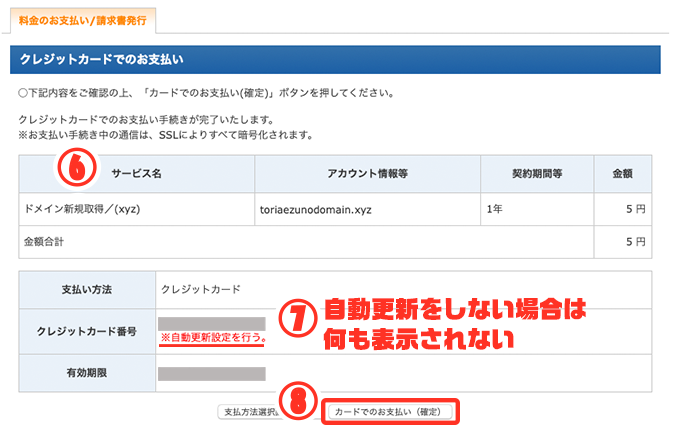 料金のお支払い/請求書発行
クレジットカードでのお支払い
○下記内容をご確認の上、「カードでのお支払い(確定)」ボタンを押してください。
クレジットカードでのお支払い手続きが完了いたします。
※お支払い手続き中の通信は、SSLによりすべて暗号化されます。
⑥
サービス名 アカウント情報等 契約期間等 金額
ドメイン新規取得／(xyz) toriaezunodomain.xyz 1年 5 円
金額合計 5 円
支払い方法 クレジットカード
⑦ 自動更新をしない場合は
何も表示されない
クレジットカード番号
※自動更新設定を行う。
有効期限
⑧
支払方法選択 カードでのお支払い（確定）